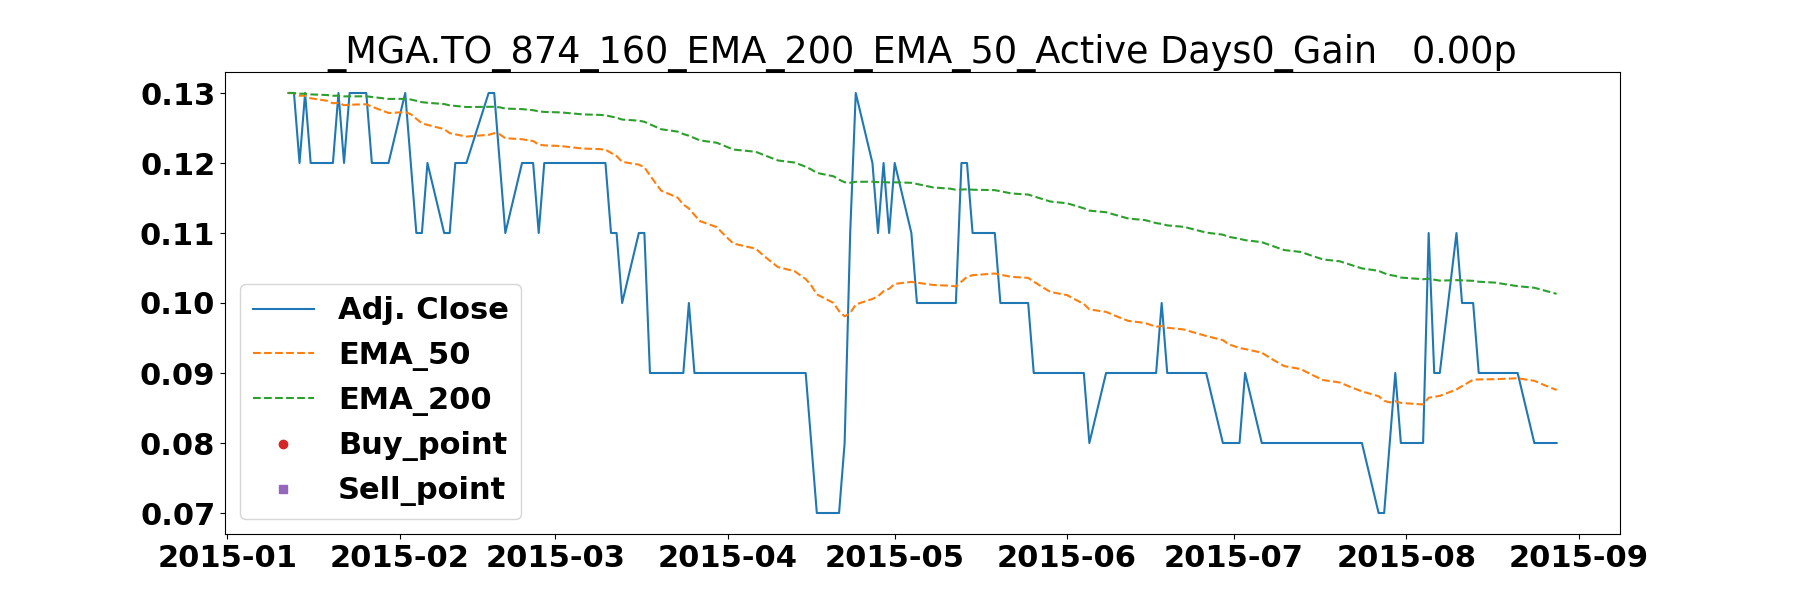 _MGA.TO_874_160_EMA_200_EMA_50_Active Days0_Gain   0.00p
0.13
0.12
0.11
0.10
0.09
0.08
0.07
Adj. Close
EMA_50
EMA_200
Buy_point
Sell_point
2015-01 2015-02 2015-03 2015-04 2015-05 2015-06 2015-07 2015-08 2015-09